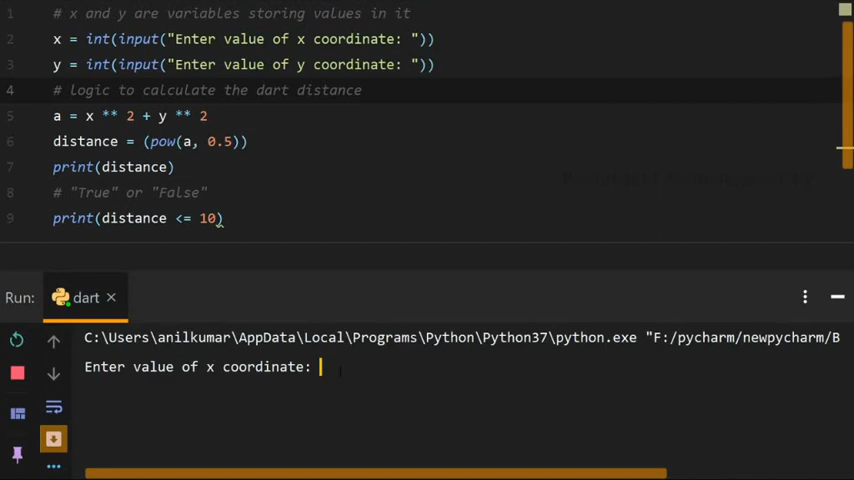 1 # x and y are variables storing values in it
2 x = int(input("Enter value of x coordinate: "))
3 y = int(input("Enter value of y coordinate: "))
4 # logic to calculate the dart distance
5 a = x ** 2 + y ** 2
6 distance = (pow(a, 0.5))
7 print(distance)
8 # "True" or "False"
9 print(distance <= 10)
Run: dart
C:\Users\anilkumar\AppData\Local\Programs\Python\Python37\python.exe "F:/pycharm/newpycharm/B
Enter value of x coordinate: